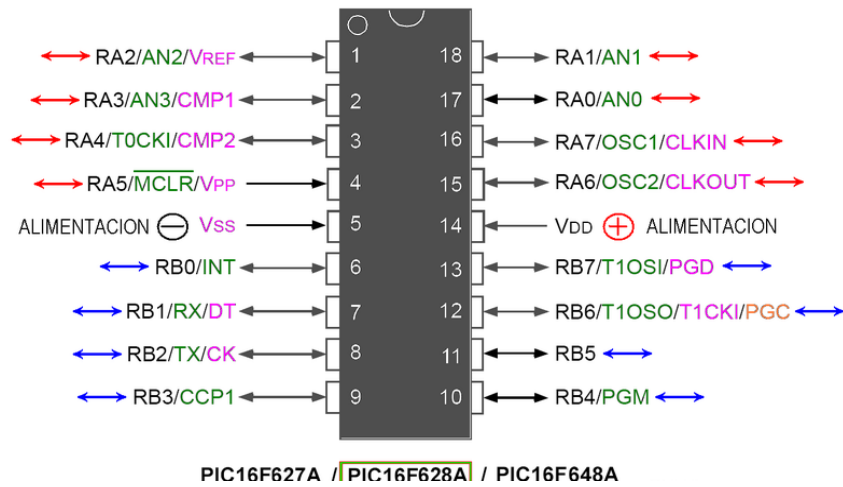 RA2/AN2/VREF 1 18 RA1/AN1
RA3/AN3/CMP1 2 17 RA0/AN0
RA4/T0CKI/CMP2 3 16 RA7/OSC1/CLKIN
RA5/MCLR/VPP 4 15 RA6/OSC2/CLKOUT
ALIMENTACION − VSS 5 14 VDD + ALIMENTACION
RB0/INT 6 13 RB7/T1OSI/PGD
RB1/RX/DT 7 12 RB6/T1OSO/T1CKI/PGC
RB2/TX/CK 8 11 RB5
RB3/CCP1 9 10 RB4/PGM
PIC16F627A / PIC16F628A / PIC16F648A